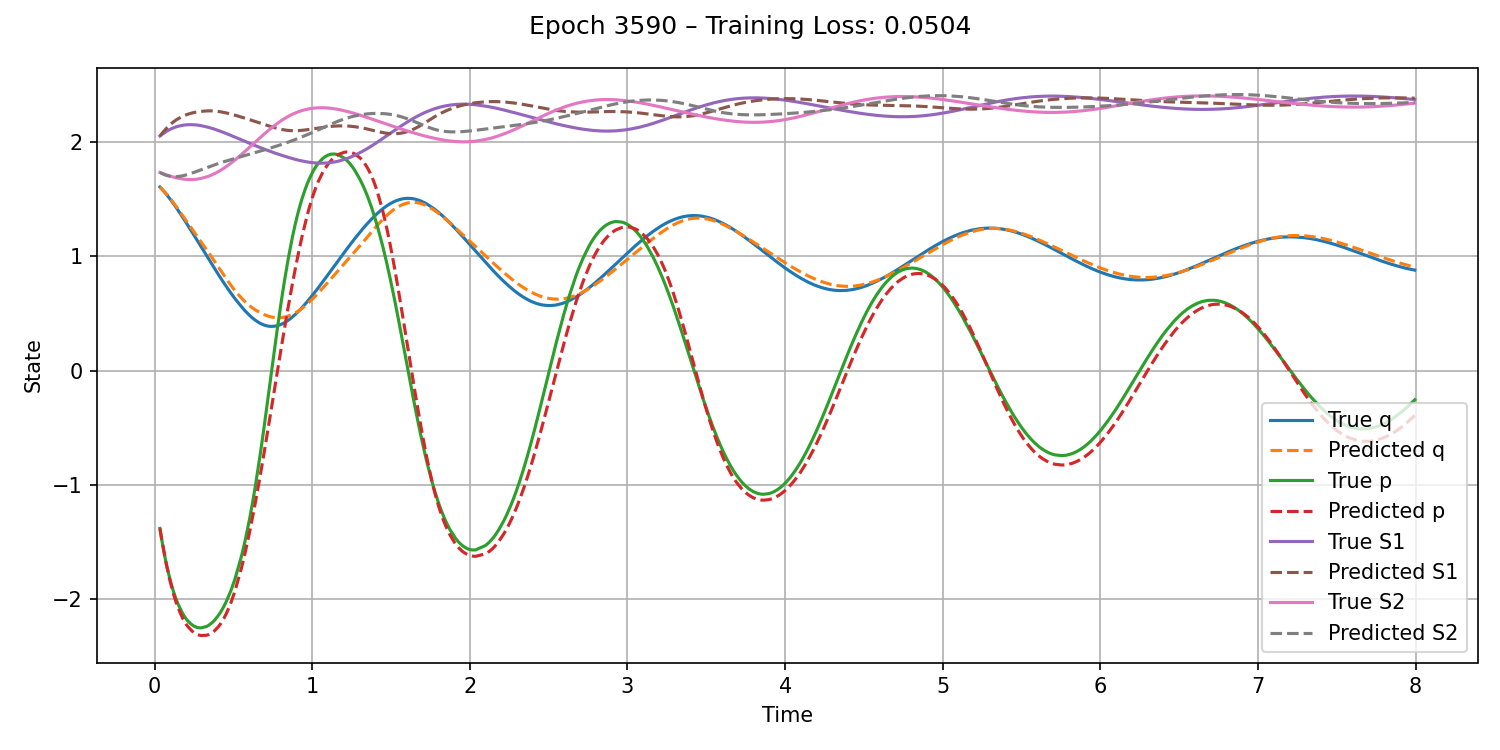 Epoch 3590 – Training Loss: 0.0504
State
2
1
0
−1
−2
0 1 2 3 4 5 6 7 8
Time
True q
Predicted q
True p
Predicted p
True S1
Predicted S1
True S2
Predicted S2